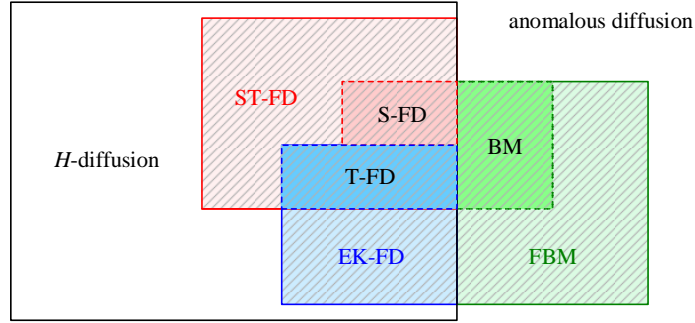 anomalous diffusion
ST-FD
S-FD
BM
H-diffusion
T-FD
EK-FD
FBM